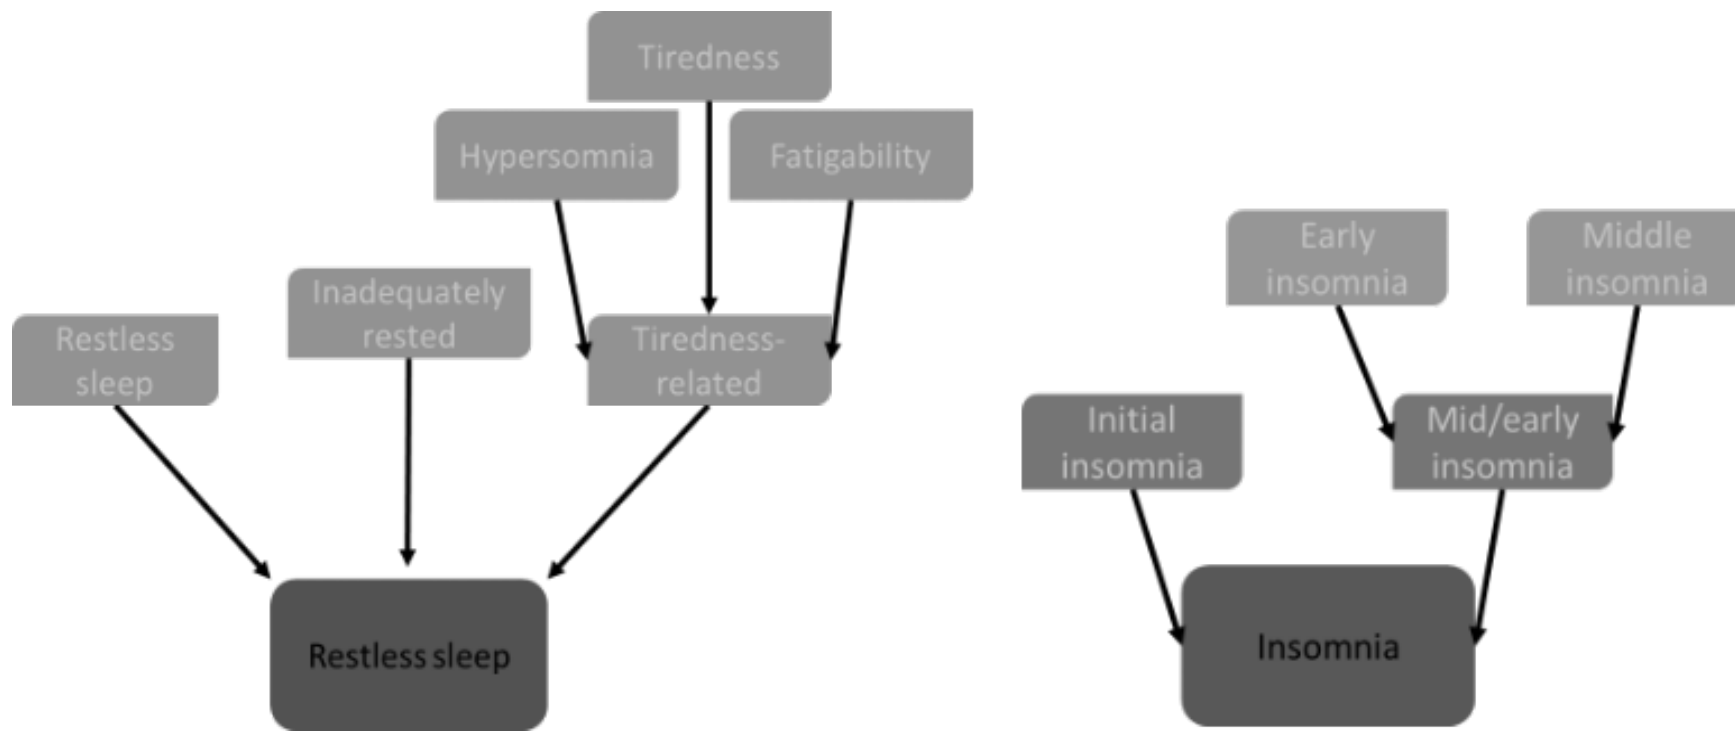 Tiredness
Hypersomnia
Fatigability
Inadequately
rested
Restless
sleep
Tiredness-
related
Restless sleep
Early
insomnia
Middle
insomnia
Initial
insomnia
Mid/early
insomnia
Insomnia